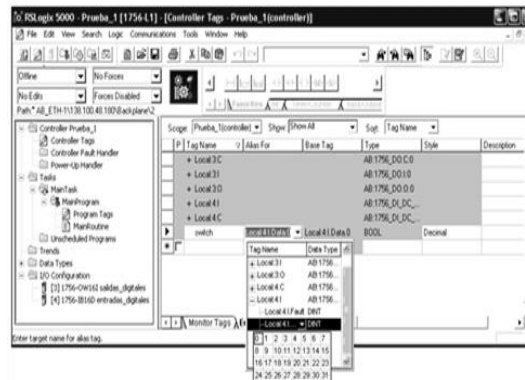 RSLogix 5000 - Prueba_1 [1756-L1] - [Controller Tags - Prueba_1(controller)]
File Edit View Search Logic Communications Tools Window Help
Offline No Forces
No Edits Forces Disabled
Path: AB_ETH-1\138.100.48.180\Backplane\2
Favorites
Controller Prueba_1
Controller Tags
Controller Fault Handler
Power-Up Handler
Tasks
MainTask
MainProgram
Program Tags
MainRoutine
Unscheduled Programs
Trends
Data Types
I/O Configuration
[3] 1756-OW16I salidas_digitales
[4] 1756-IB16D entradas_digitales
Scope: Prueba_1(controller) Show: Show All Sort: Tag Name
P Tag Name Alias For Base Tag Type Style Description
+ Local:3:C AB:1756_DO:C:0
+ Local:3:I AB:1756_DO:I:0
+ Local:3:O AB:1756_DO:O:0
+ Local:4:I AB:1756_DI_DC_...
+ Local:4:C AB:1756_DI_DC_...
switch Local:4:I.Data.0 Local:4:I.Data.0 BOOL Decimal
Tag Name Data Type
Local:3:I AB:1756...
Local:3:O AB:1756...
Local:4:C AB:1756...
Local:4:I AB:1756...
Local:4:I.Fault DINT
Local:4:I.... DINT
0 1 2 3 4 5 6 7
8 9 10 11 12 13 14 15
16 17 18 19 20 21 22 23
24 25 26 27 28 29 30 31
Monitor Tags
Enter target name for alias tag.